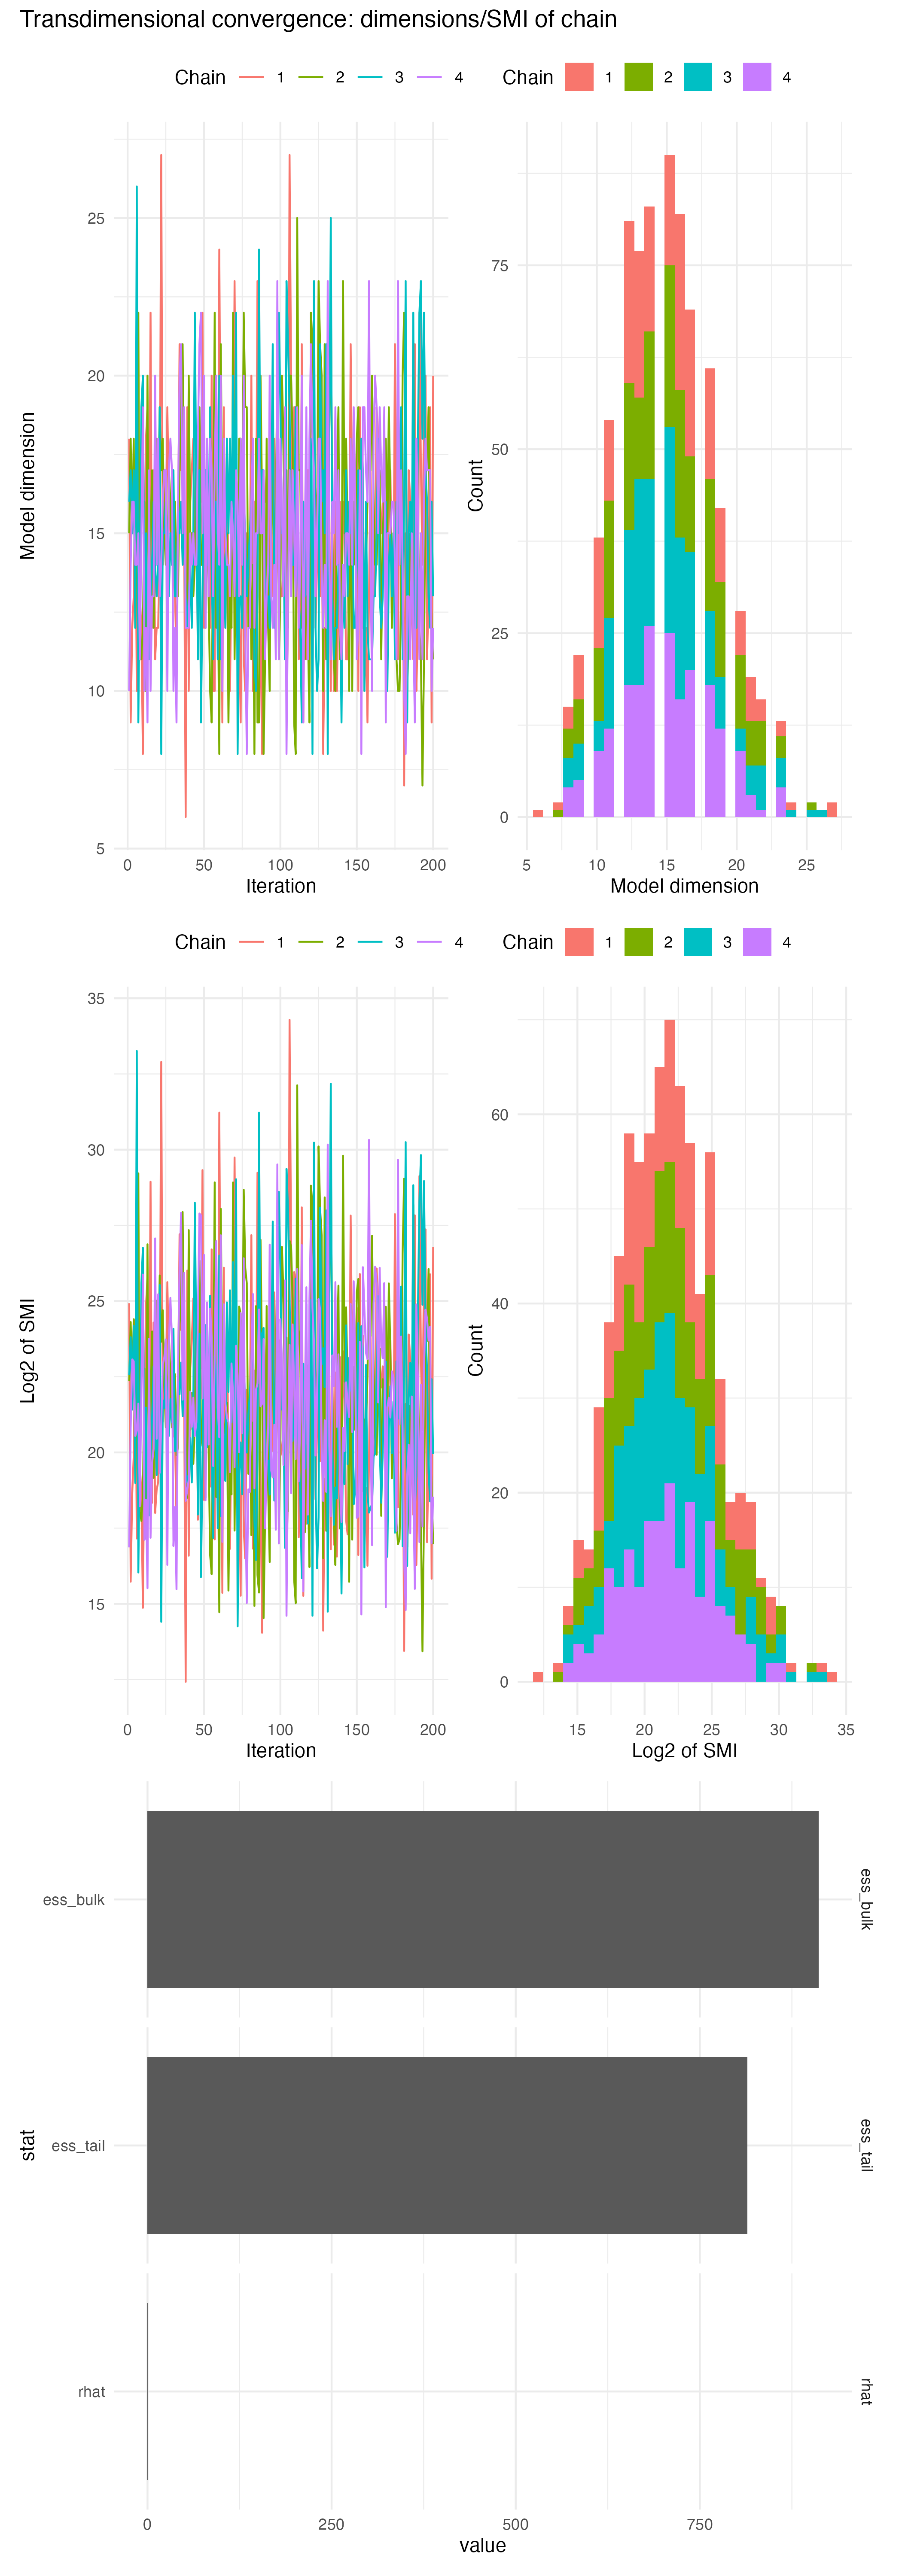 Transdimensional convergence: dimensions/SMI of chain
Chain 1 2 3 4
Chain 1 2 3 4
Model dimension
25
20
15
10
5
0 50 100 150 200
Iteration
Count
75
50
25
0
5 10 15 20 25
Model dimension
Chain 1 2 3 4
Chain 1 2 3 4
Log2 of SMI
35
30
25
20
15
0 50 100 150 200
Iteration
Count
60
40
20
0
15 20 25 30 35
Log2 of SMI
stat
ess_bulk
ess_bulk
ess_tail
ess_tail
rhat
rhat
0 250 500 750
value